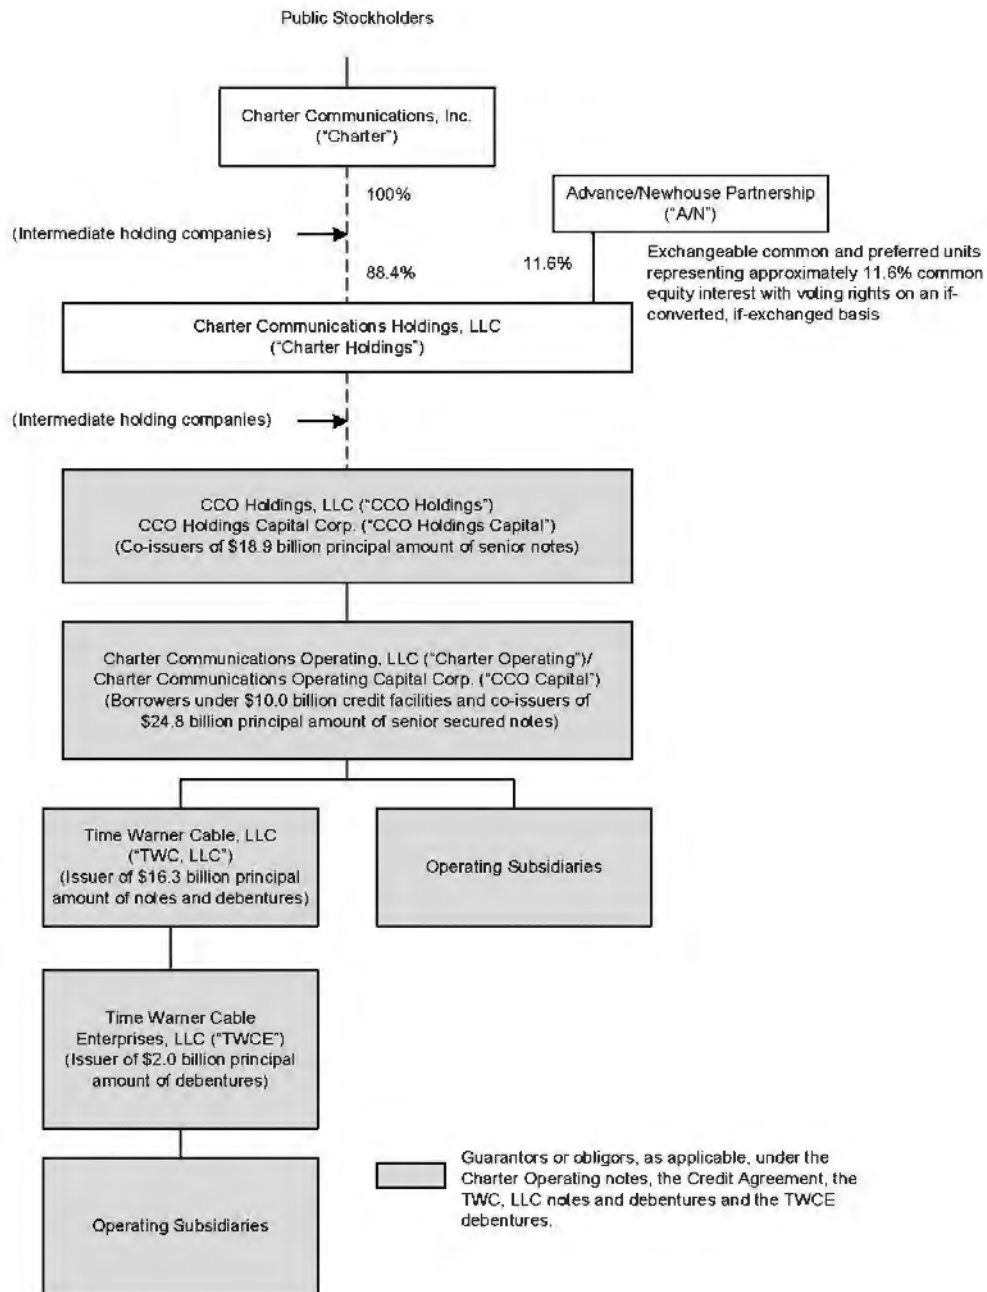 Public Stockholders
Charter Communications, Inc.
("Charter")
100%
Advance/Newhouse Partnership
("A/N")
(Intermediate holding companies)
88.4%
11.6%
Exchangeable common and preferred units
representing approximately 11.6% common
equity interest with voting rights on an if-
converted, if-exchanged basis
Charter Communications Holdings, LLC
("Charter Holdings")
(Intermediate holding companies)
CCO Holdings, LLC ("CCO Holdings")
CCO Holdings Capital Corp. ("CCO Holdings Capital")
(Co-issuers of $18.9 billion principal amount of senior notes)
Charter Communications Operating, LLC ("Charter Operating")/
Charter Communications Operating Capital Corp. ("CCO Capital")
(Borrowers under $10.0 billion credit facilities and co-issuers of
$24.8 billion principal amount of senior secured notes)
Time Warner Cable, LLC
("TWC, LLC")
(Issuer of $16.3 billion principal
amount of notes and debentures)
Operating Subsidiaries
Time Warner Cable
Enterprises, LLC ("TWCE")
(Issuer of $2.0 billion principal
amount of debentures)
Operating Subsidiaries
Guarantors or obligors, as applicable, under the
Charter Operating notes, the Credit Agreement, the
TWC, LLC notes and debentures and the TWCE
debentures.